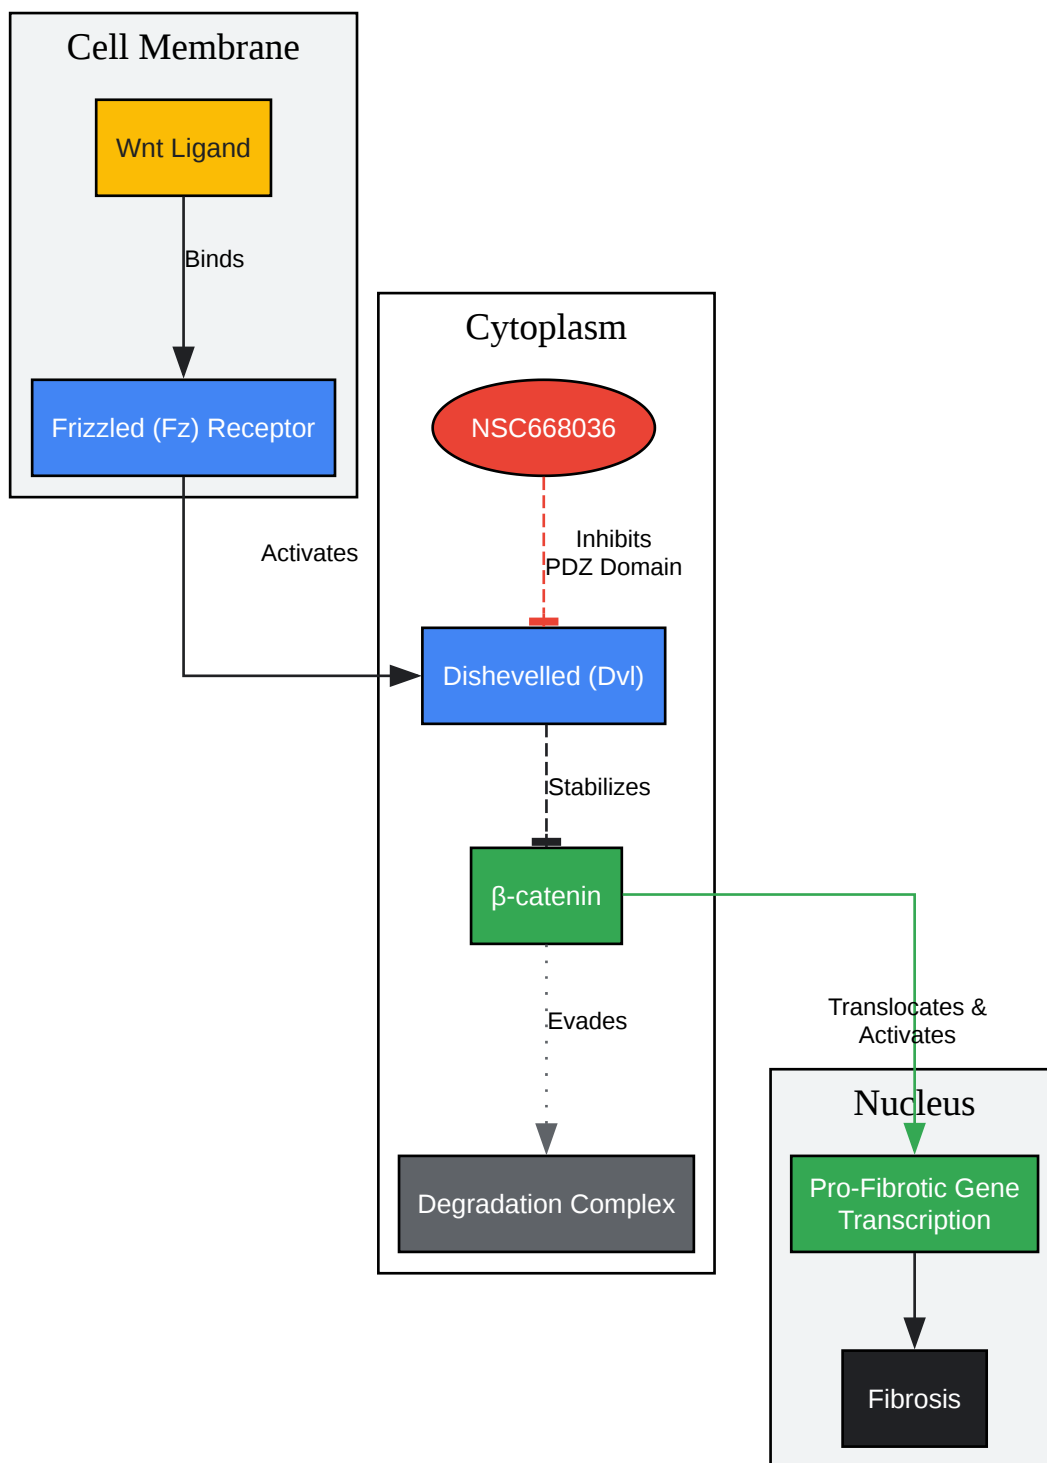 Cell Membrane
Wnt Ligand
Binds
Frizzled (Fz) Receptor
Activates
Cytoplasm
NSC668036
Inhibits
PDZ Domain
Dishevelled (Dvl)
Stabilizes
β-catenin
Evades
Degradation Complex
Translocates &
Activates
Nucleus
Pro-Fibrotic Gene
Transcription
Fibrosis